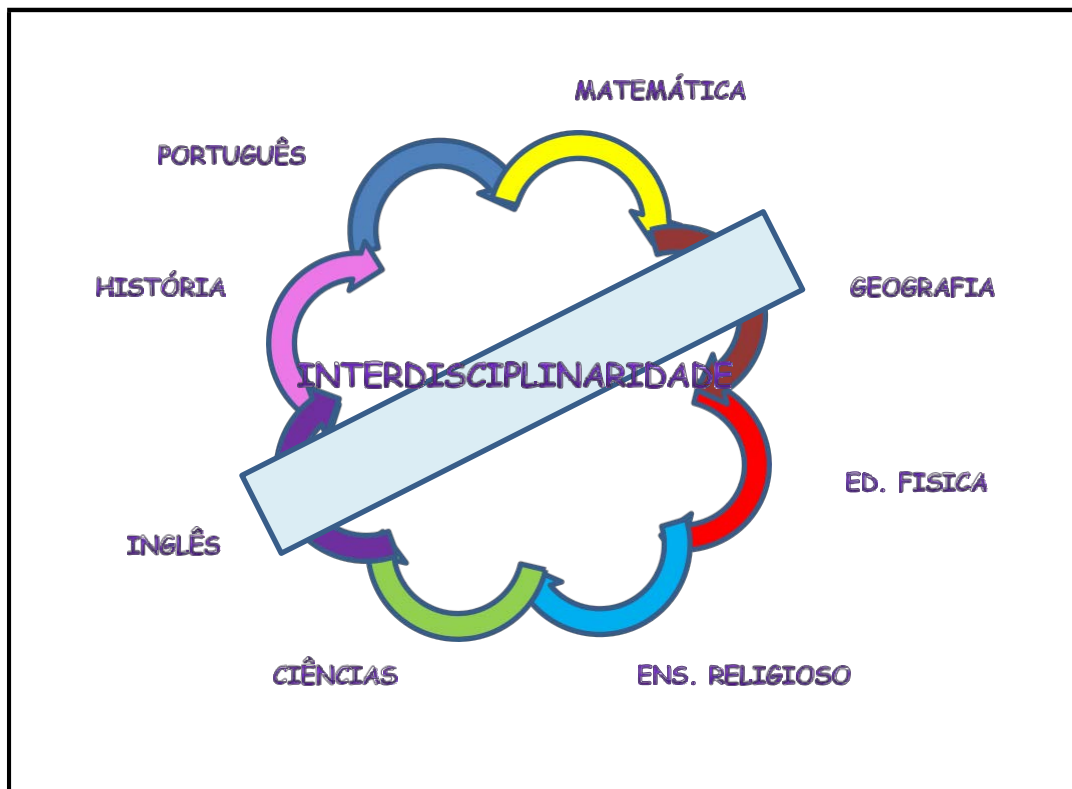 MATEMÁTICA
PORTUGUÊS
HISTÓRIA
GEOGRAFIA
INTERDISCIPLINARIDADE
ED. FISICA
INGLÊS
CIÊNCIAS
ENS. RELIGIOSO